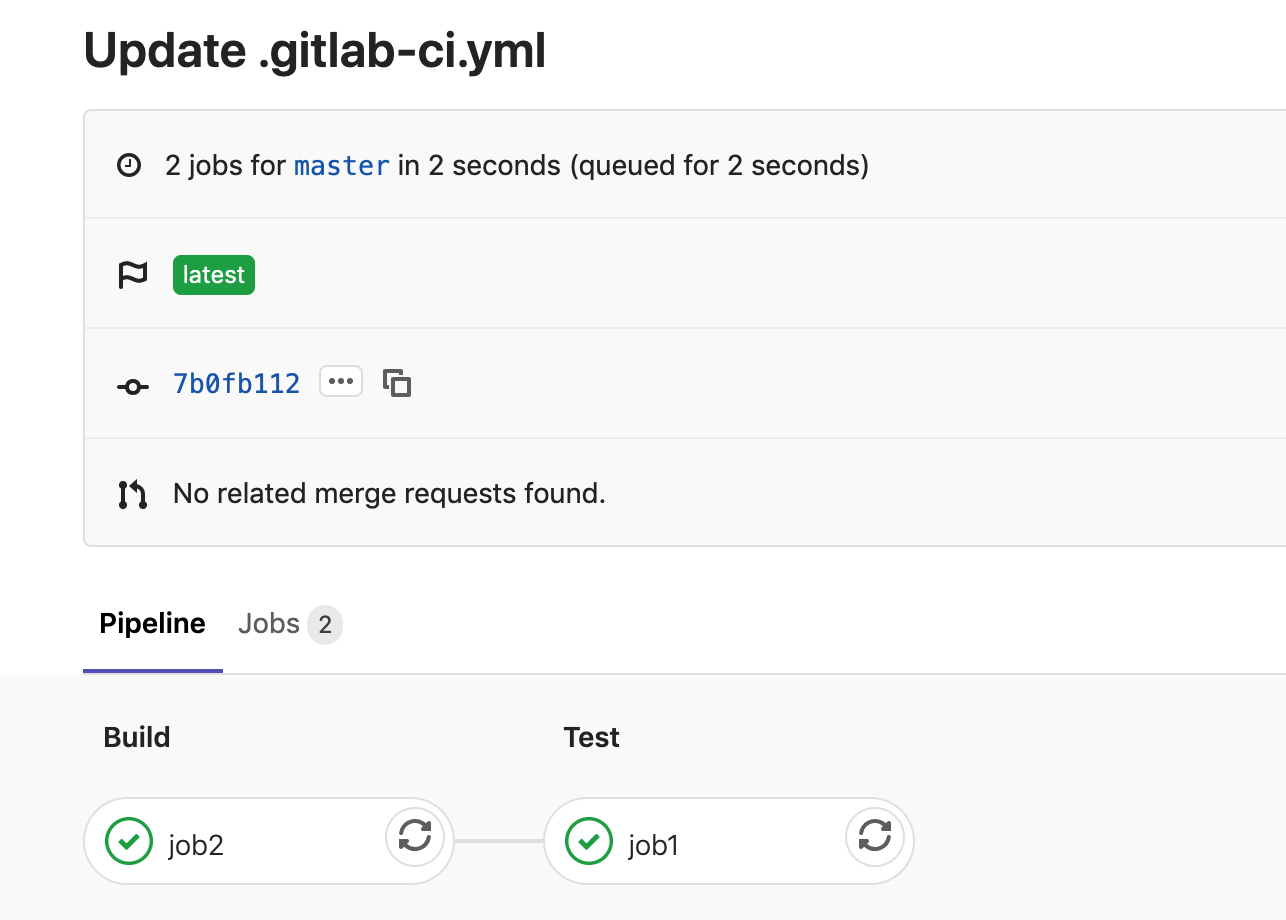 Update .gitlab-ci.yml
2 jobs for master in 2 seconds (queued for 2 seconds)
latest
7b0fb112
No related merge requests found.
Pipeline Jobs 2
Build Test
job2 job1